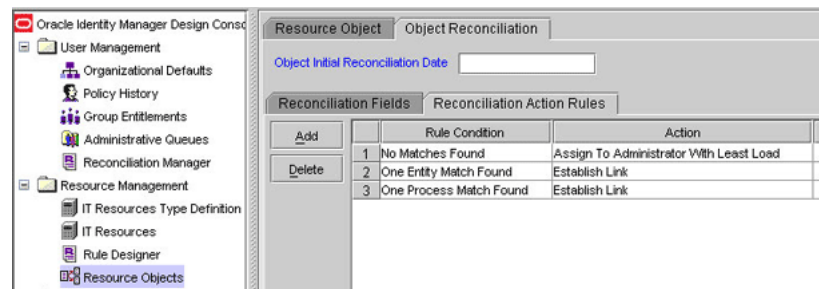 Oracle Identity Manager Design Conso
User Management
Organizational Defaults
Policy History
Group Entitlements
Administrative Queues
Reconciliation Manager
Resource Management
IT Resources Type Definition
IT Resources
Rule Designer
Resource Objects
Resource Object
Object Reconciliation
Object Initial Reconciliation Date
Reconciliation Fields
Reconciliation Action Rules
Add
Delete
Rule Condition
Action
1 No Matches Found Assign To Administrator With Least Load
2 One Entity Match Found Establish Link
3 One Process Match Found Establish Link